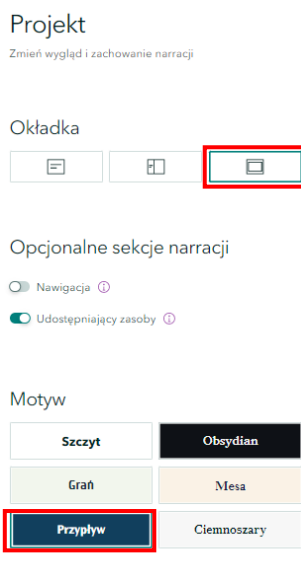 Projekt
Zmień wygląd i zachowanie narracji
Okładka
Opcjonalne sekcje narracji
Nawigacja
Udostępniający zasoby
Motyw
Szczyt
Obsydian
Grań
Mesa
Przypływ
Ciemnoszary